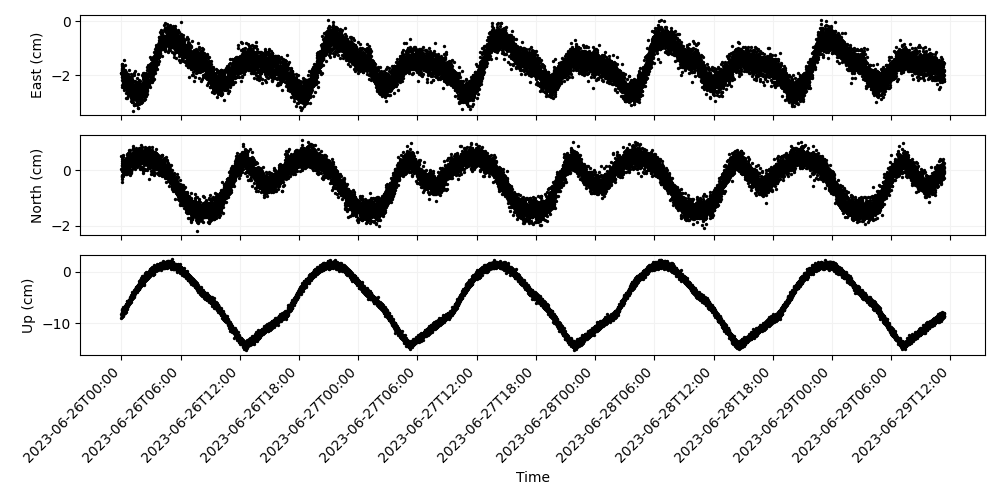 East (cm)
0
−2
North (cm)
0
−2
Up (cm)
0
−10
2023-06-26T00:00
2023-06-26T06:00
2023-06-26T12:00
2023-06-26T18:00
2023-06-27T00:00
2023-06-27T06:00
2023-06-27T12:00
2023-06-27T18:00
2023-06-28T00:00
2023-06-28T06:00
2023-06-28T12:00
2023-06-28T18:00
2023-06-29T00:00
2023-06-29T06:00
2023-06-29T12:00
Time